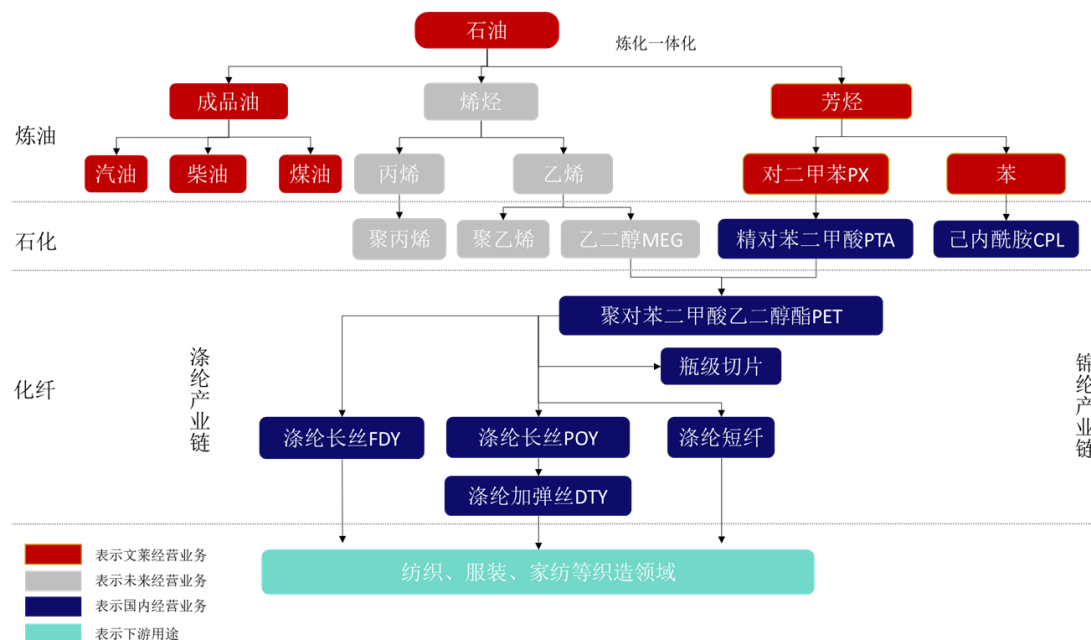 石油
炼化一体化
成品油
烯烃
芳烃
炼油
汽油
柴油
煤油
丙烯
乙烯
对二甲苯PX
苯
石化
聚丙烯
聚乙烯
乙二醇MEG
精对苯二甲酸PTA
己内酰胺CPL
聚对苯二甲酸乙二醇酯PET
涤纶产业链
瓶级切片
锦纶产业链
化纤
涤纶长丝FDY
涤纶长丝POY
涤纶短纤
涤纶加弹丝DTY
表示文莱经营业务
纺织、服装、家纺等织造领域
表示未来经营业务
表示国内经营业务
表示下游用途